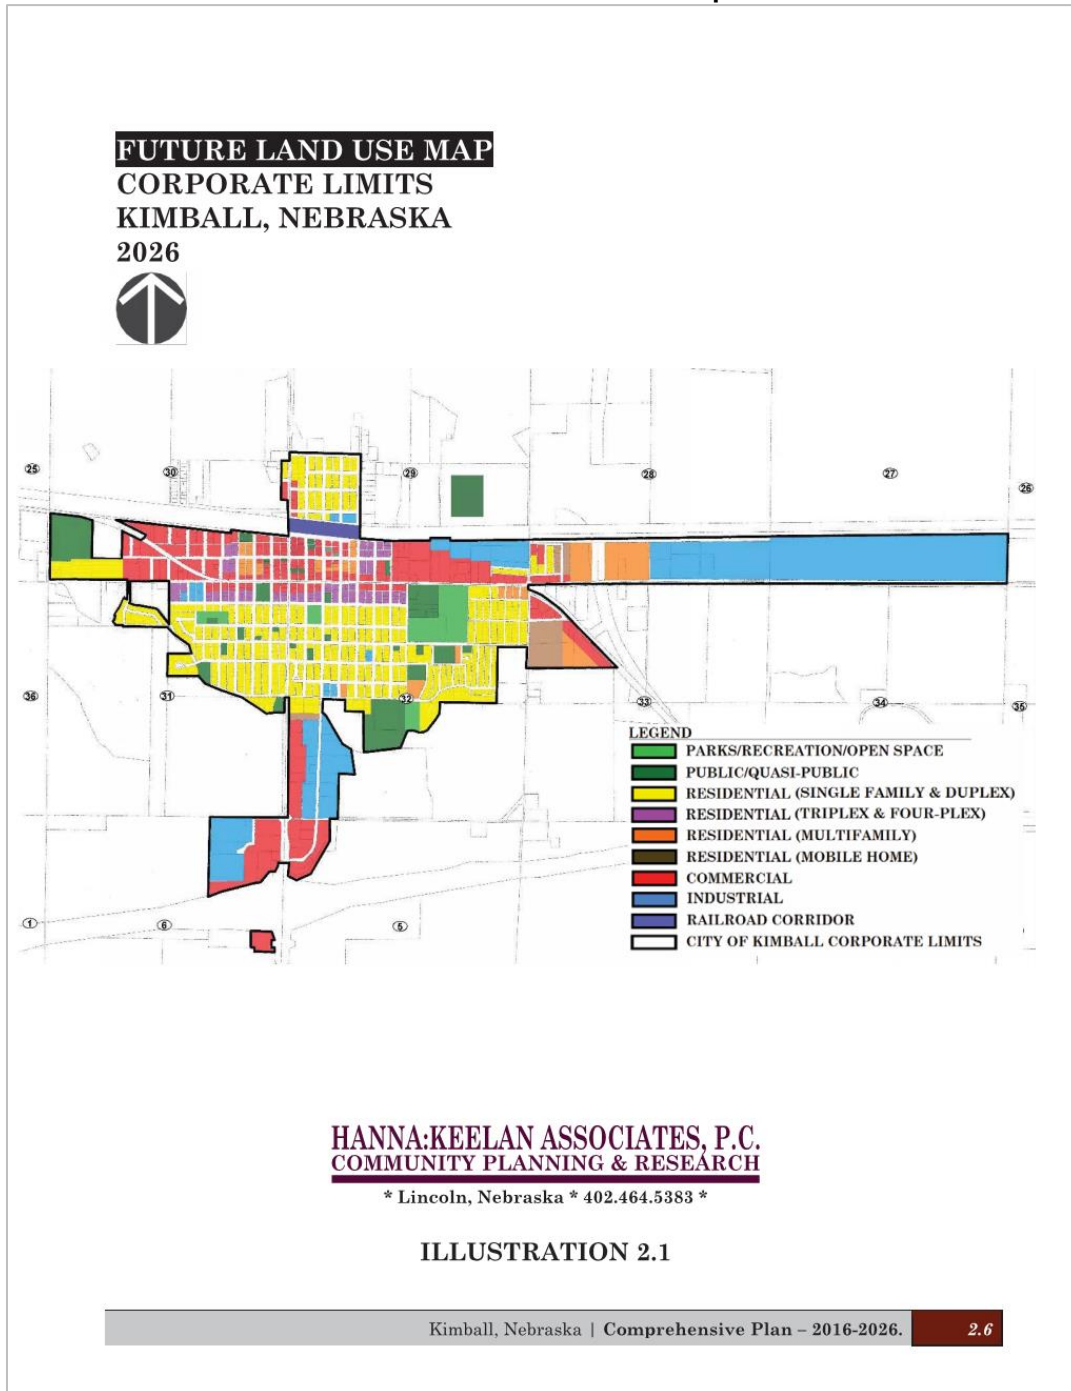 FUTURE LAND USE MAP
CORPORATE LIMITS
KIMBALL, NEBRASKA
2026
25
30
29
28
27
26
36
31
32
33
34
35
1
6
5
LEGEND
PARKS/RECREATION/OPEN SPACE
PUBLIC/QUASI-PUBLIC
RESIDENTIAL (SINGLE FAMILY & DUPLEX)
RESIDENTIAL (TRIPLEX & FOUR-PLEX)
RESIDENTIAL (MULTIFAMILY)
RESIDENTIAL (MOBILE HOME)
COMMERCIAL
INDUSTRIAL
RAILROAD CORRIDOR
CITY OF KIMBALL CORPORATE LIMITS
HANNA:KEELAN ASSOCIATES, P.C.
COMMUNITY PLANNING & RESEARCH
* Lincoln, Nebraska * 402.464.5383 *
ILLUSTRATION 2.1
Kimball, Nebraska | Comprehensive Plan – 2016-2026. 2.6